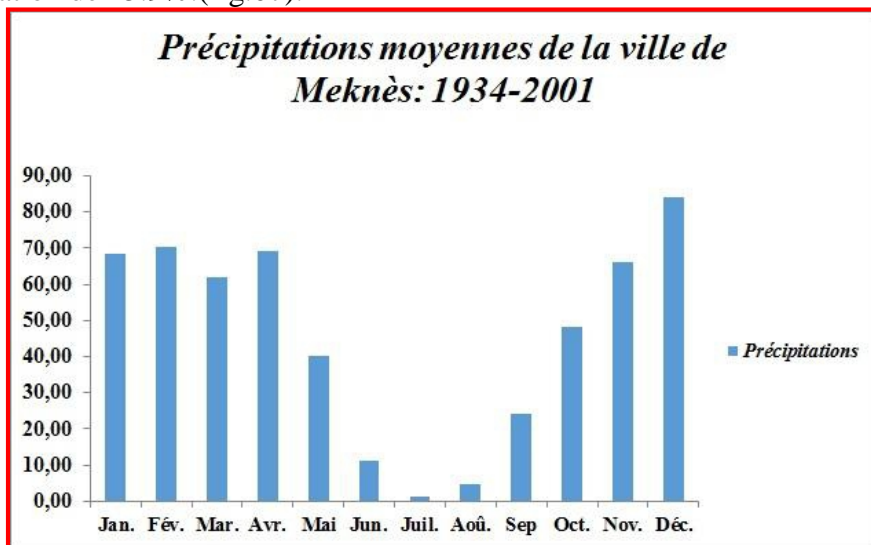 Précipitations moyennes de la ville de
Meknès: 1934-2001
90,00
80,00
70,00
60,00
50,00
40,00
30,00
20,00
10,00
0,00
Jan. Fév. Mar. Avr. Mai Jun. Juil. Aoû. Sep Oct. Nov. Déc.
Précipitations